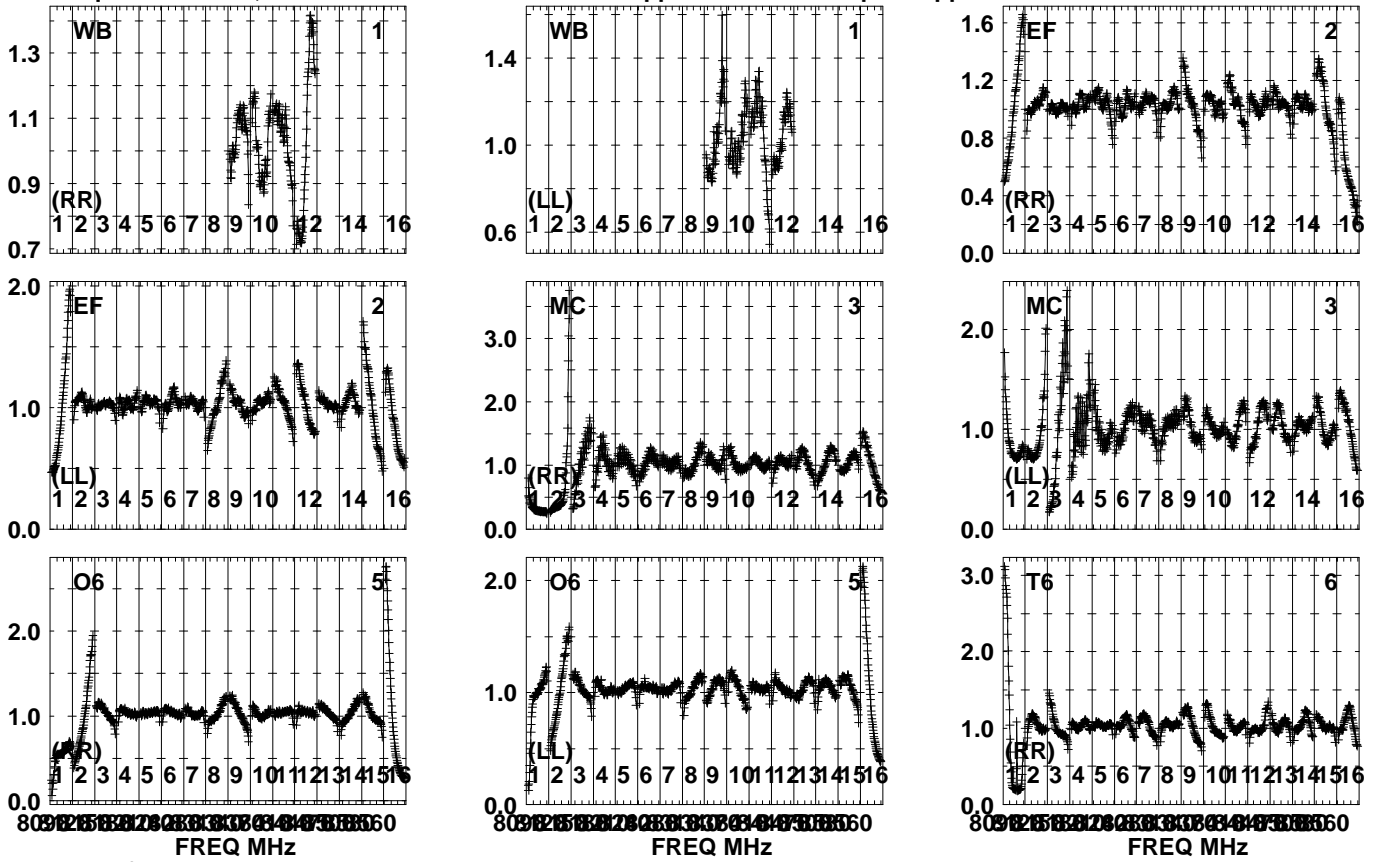 WB 1
1.3
1.1
0.9
0.7
(RR)
1 2 3 4 5 6 7 8 9 10 12 14 16
WB 1
1.4
1.0
0.6
(LL)
1 2 3 4 5 6 7 8 9 10 12 14 16
EF 2
1.6
1.2
0.8
0.4
0.0
(RR)
1 2 3 4 5 6 7 8 9 10 12 14 16
EF 2
2.0
1.0
0.0
(LL)
1 2 3 4 5 6 7 8 9 10 12 14 16
MC 3
3.0
2.0
1.0
0.0
(RR)
1 2 3 4 5 6 7 8 9 10 12 14 16
MC 3
2.0
1.0
0.0
(LL)
1 2 3 4 5 6 7 8 9 10 12 14 16
O6 5
2.0
1.0
0.0
(RR)
1 2 3 4 5 6 7 8 9 10 11 12 13 14 15 16
FREQ MHz
O6 5
2.0
1.0
0.0
(LL)
1 2 3 4 5 6 7 8 9 10 11 12 13 14 15 16
FREQ MHz
T6 6
3.0
2.0
1.0
0.0
(RR)
1 2 3 4 5 6 7 8 9 10 11 12 13 14 15 16
FREQ MHz